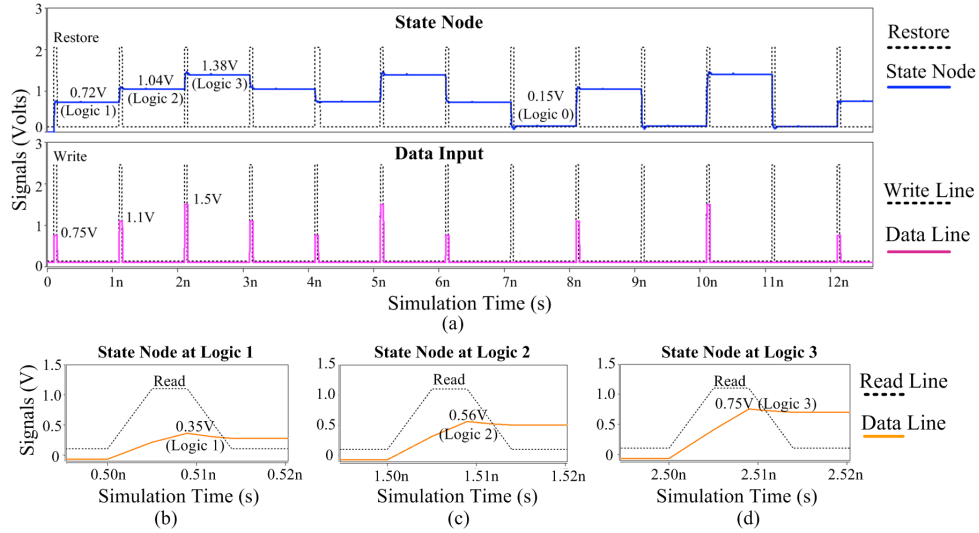 State Node
Restore
0.72V
(Logic 1)
1.04V
(Logic 2)
1.38V
(Logic 3)
0.15V
(Logic 0)
3
2
1
0
Restore
State Node
Signals (Volts)
Data Input
Write
0.75V
1.1V
1.5V
3
2
1
0
Write Line
Data Line
0 1n 2n 3n 4n 5n 6n 7n 8n 9n 10n 11n 12n
Simulation Time (s)
(a)
State Node at Logic 1
Signals (V)
1.5
1.0
0.5
0
Read
0.35V
(Logic 1)
0.50n 0.51n 0.52n
Simulation Time (s)
(b)
State Node at Logic 2
1.5
1.0
0.5
0
Read
0.56V
(Logic 2)
1.50n 1.51n 1.52n
Simulation Time (s)
(c)
State Node at Logic 3
1.5
1.0
0.5
0
Read
0.75V (Logic 3)
2.50n 2.51n 2.52n
Simulation Time (s)
(d)
Read Line
Data Line